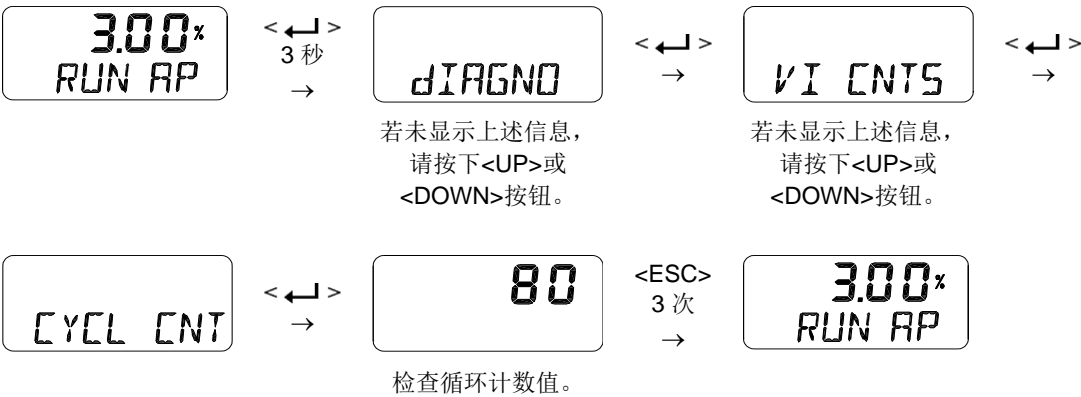 3.00%
RUN AP
<↵>
3 秒
→
dIAGNO
若未显示上述信息，
请按下<UP>或
<DOWN>按钮。
<↵>
→
VI CNTS
若未显示上述信息，
请按下<UP>或
<DOWN>按钮。
<↵>
→
CYCL CNT
<↵>
→
80
检查循环计数值。
<ESC>
3 次
→
3.00%
RUN AP